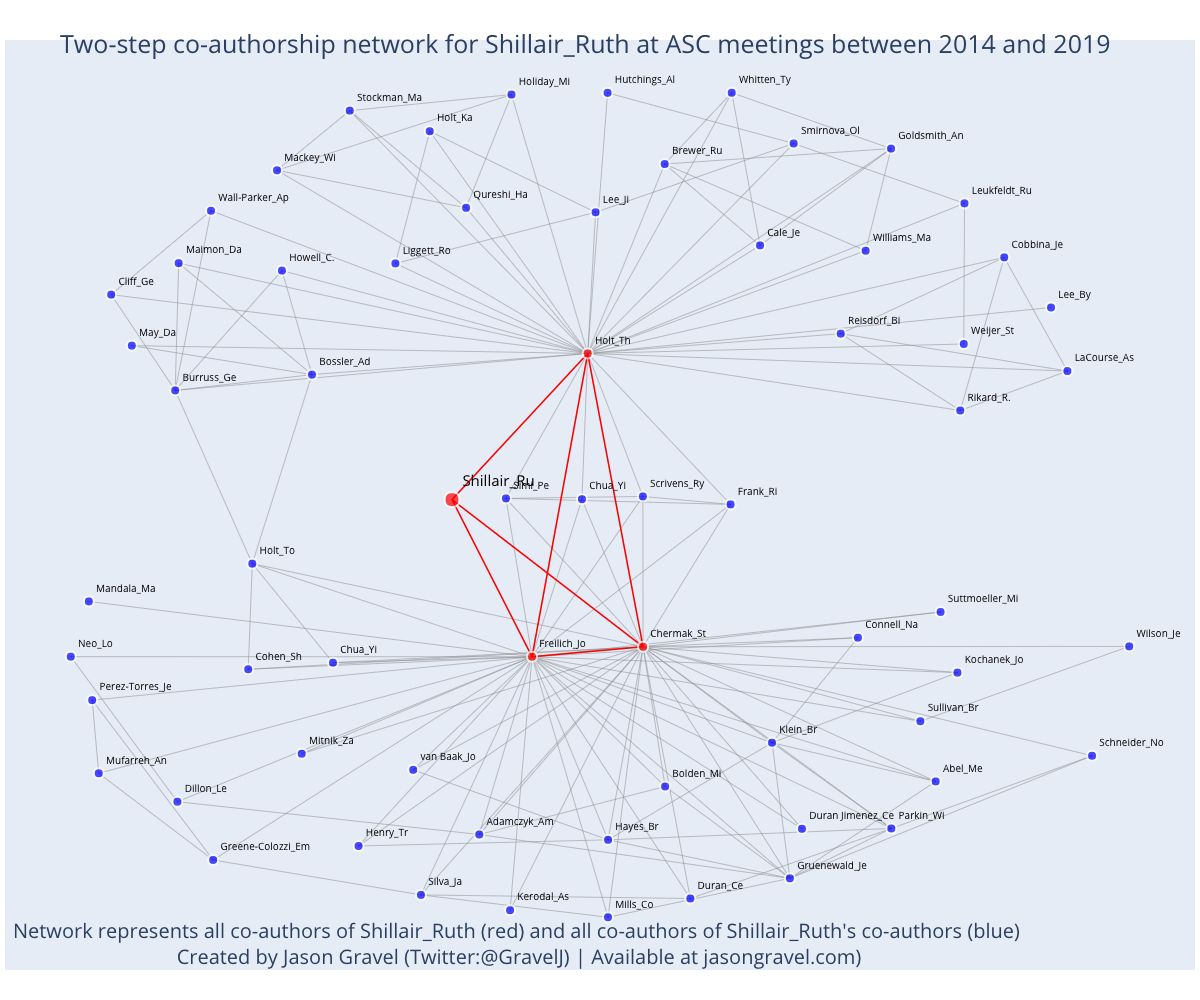 Two-step co-authorship network for Shillair_Ruth at ASC meetings between 2014 and 2019
Holiday_Mi
Hutchings_Al
Whitten_Ty
Stockman_Ma
Holt_Ka
Smirnova_Ol
Goldsmith_An
Brewer_Ru
Mackey_Wi
Qureshi_Ha
Leukfeldt_Ru
Wall-Parker_Ap
Lee_Ji
Cale_Je
Williams_Ma
Cobbina_Je
Maimon_Da
Howell_C.
Liggett_Ro
Cliff_Ge
Lee_By
Reisdorf_Bi
Weijer_St
May_Da
Holt_Th
LaCourse_As
Burruss_Ge
Bossler_Ad
Rikard_R.
Shillair_Ru
Simi_Pe
Chua_Yi
Scrivens_Ry
Frank_Ri
Holt_To
Mandala_Ma
Suttmoeller_Mi
Connell_Na
Neo_Lo
Cohen_Sh
Chua_Yi
Freilich_Jo
Chermak_St
Wilson_Je
Kochanek_Jo
Perez-Torres_Je
Sullivan_Br
Klein_Br
Mitnik_Za
Schneider_No
Mufarreh_An
van Baak_Jo
Bolden_Mi
Abel_Me
Dillon_Le
Adamczyk_Am
Hayes_Br
Duran Jimenez_Ce
Parkin_Wi
Henry_Tr
Greene-Colozzi_Em
Gruenewald_Je
Silva_Ja
Kerodal_As
Mills_Co
Duran_Ce
Network represents all co-authors of Shillair_Ruth (red) and all co-authors of Shillair_Ruth's co-authors (blue)
Created by Jason Gravel (Twitter:@GravelJ) | Available at jasongravel.com)